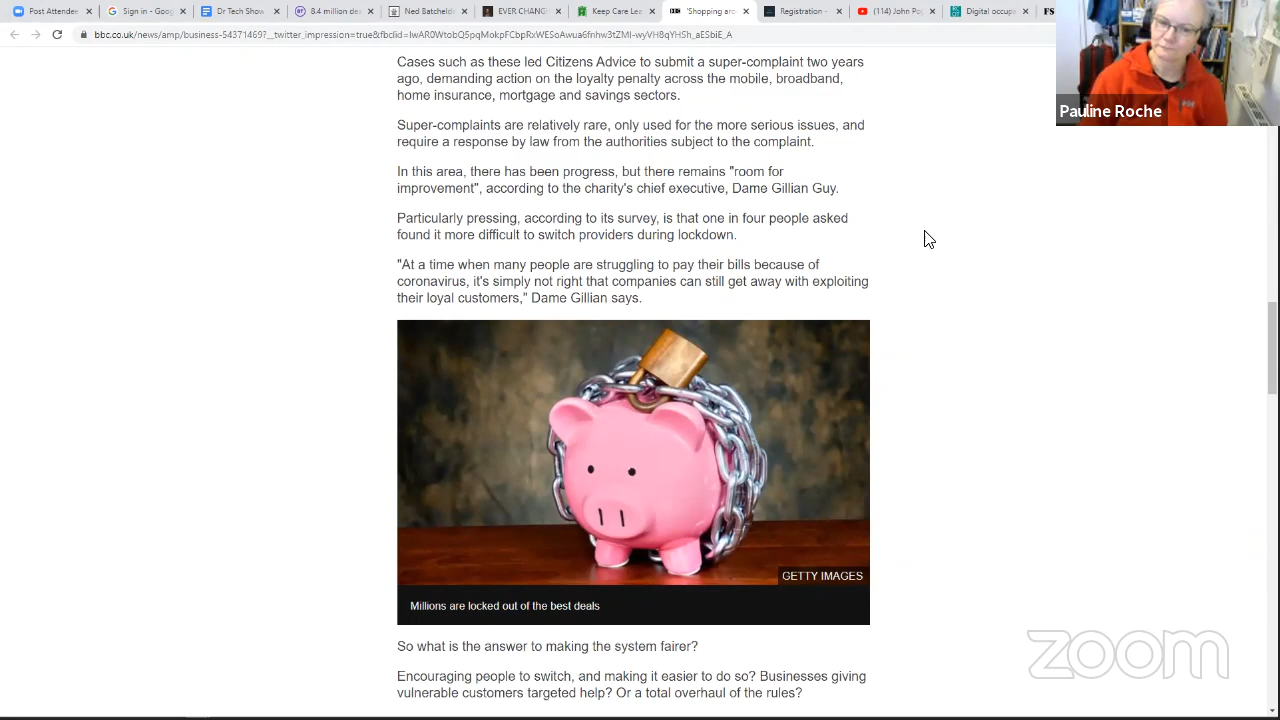 Post Attendee
Sign in - Goog
Dr Tech Show
8.4 million dea
Ned Batchelde
EVER CHANG
Keep Care Lea
'Shopping aro
Registration -
(114) John Pop
Digital occupa
FS
bbc.co.uk/news/amp/business-54371469?__twitter_impression=true&fbclid=IwAR0WtobQ5pqMokpFCbpRxWESoAwua6fnhw3tZMI-wyVH8qYHSh_aESbiE_A
Pauline Roche
Cases such as these led Citizens Advice to submit a super-complaint two years
ago, demanding action on the loyalty penalty across the mobile, broadband,
home insurance, mortgage and savings sectors.
Super-complaints are relatively rare, only used for the more serious issues, and
require a response by law from the authorities subject to the complaint.
In this area, there has been progress, but there remains "room for
improvement", according to the charity's chief executive, Dame Gillian Guy.
Particularly pressing, according to its survey, is that one in four people asked
found it more difficult to switch providers during lockdown.
"At a time when many people are struggling to pay their bills because of
coronavirus, it's simply not right that companies can still get away with exploiting
their loyal customers," Dame Gillian says.
GETTY IMAGES
Millions are locked out of the best deals
So what is the answer to making the system fairer?
Encouraging people to switch, and making it easier to do so? Businesses giving
vulnerable customers targeted help? Or a total overhaul of the rules?
zoom